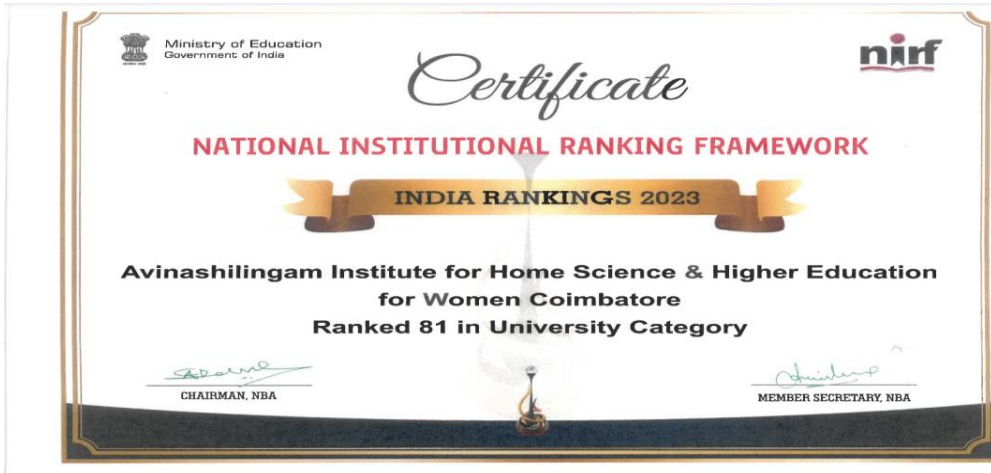 Ministry of Education
Government of India
nirf
Certificate
NATIONAL INSTITUTIONAL RANKING FRAMEWORK
INDIA RANKINGS 2023
Avinashilingam Institute for Home Science & Higher Education
for Women Coimbatore
Ranked 81 in University Category
CHAIRMAN, NBA
MEMBER SECRETARY, NBA